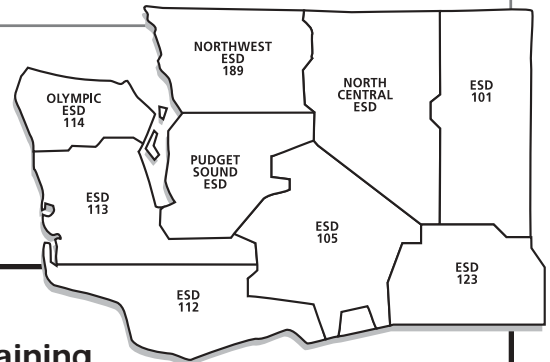 NORTHWEST
ESD
189
NORTH
CENTRAL
ESD
ESD
101
OLYMPIC
ESD
114
PUDGET
SOUND
ESD
ESD
113
ESD
105
ESD
123
ESD
112
aining